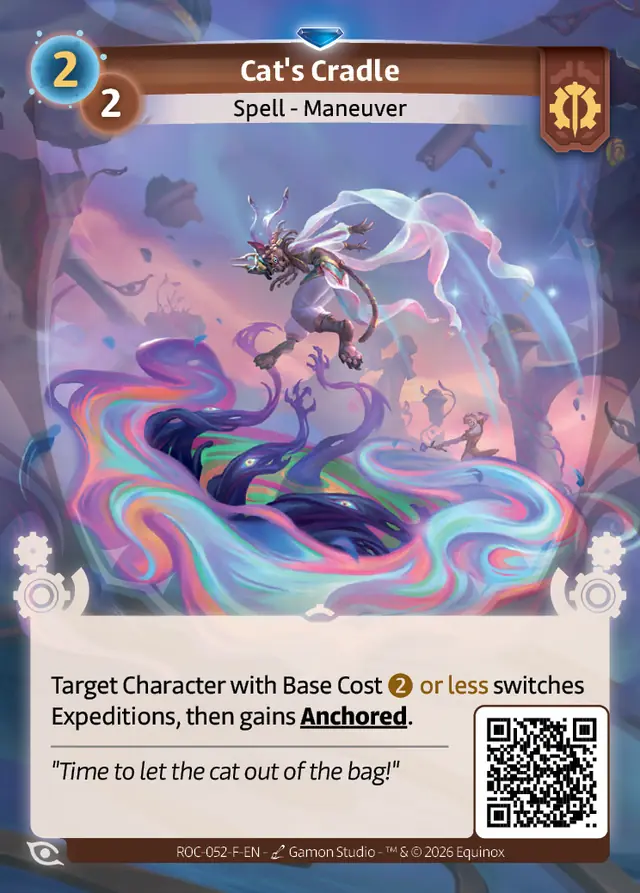 2
Cat's Cradle
2
Spell - Maneuver
Target Character with Base Cost 2 or less switches
Expeditions, then gains Anchored.
"Time to let the cat out of the bag!"
ROC-052-F-EN - Gamon Studio - ™ & © 2026 Equinox